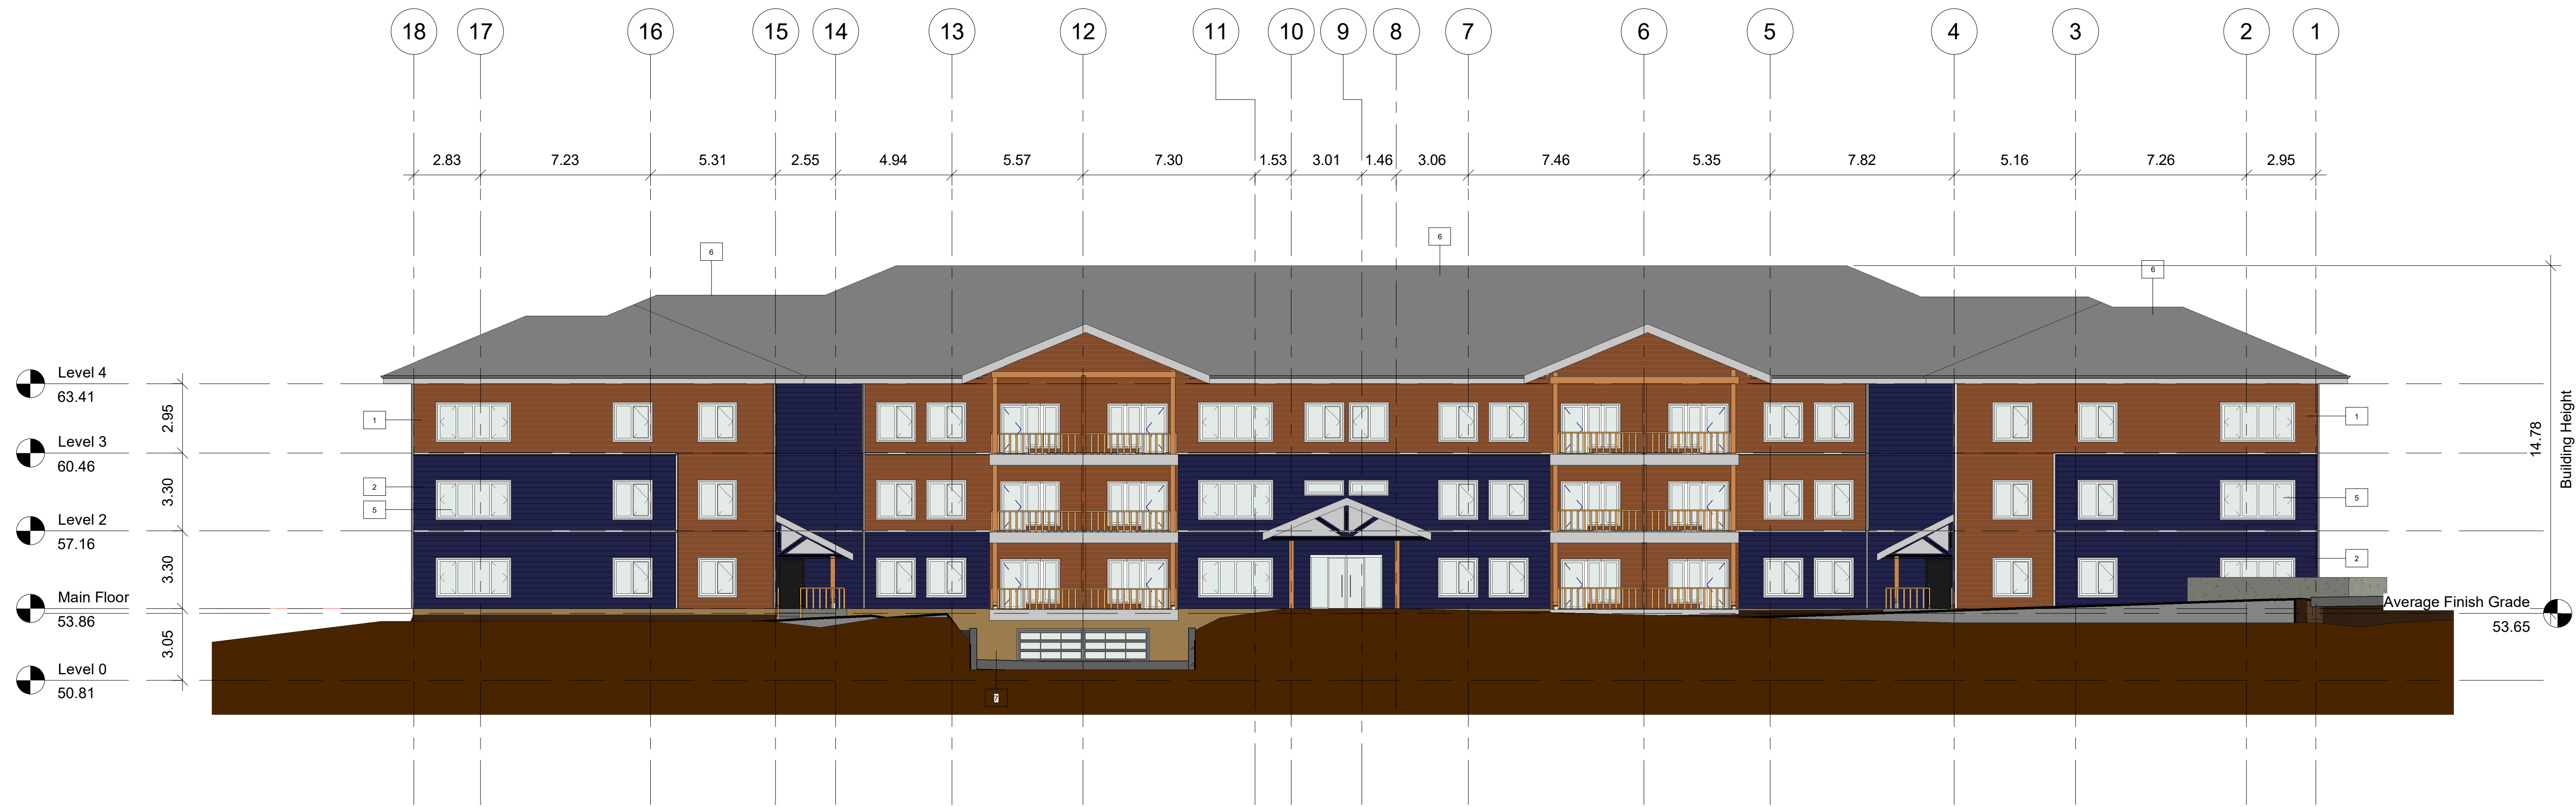 18 17 16 15 14 13 12 11 10 9 8 7 6 5 4 3 2 1
2.83 7.23 5.31 2.55 4.94 5.57 7.30 1.53 3.01 1.46 3.06 7.46 5.35 7.82 5.16 7.26 2.95
6
6
6
Level 4
63.41
2.95
1
1
14.78
Building Height
Level 3
60.46
3.30
2
5
5
Level 2
57.16
3.30
2
Main Floor
53.86
Average Finish Grade
53.65
3.05
Level 0
50.81
7